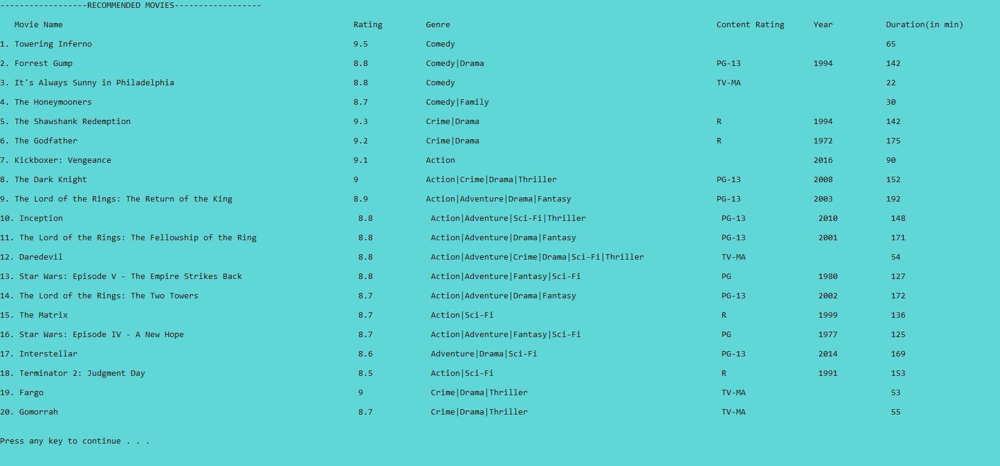 ------------------RECOMMENDED MOVIES------------------
Movie Name Rating Genre Content Rating Year Duration(in min)
1. Towering Inferno 9.5 Comedy 65
2. Forrest Gump 8.8 Comedy|Drama PG-13 1994 142
3. It's Always Sunny in Philadelphia 8.8 Comedy TV-MA 22
4. The Honeymooners 8.7 Comedy|Family 30
5. The Shawshank Redemption 9.3 Crime|Drama R 1994 142
6. The Godfather 9.2 Crime|Drama R 1972 175
7. Kickboxer: Vengeance 9.1 Action 2016 90
8. The Dark Knight 9 Action|Crime|Drama|Thriller PG-13 2008 152
9. The Lord of the Rings: The Return of the King 8.9 Action|Adventure|Drama|Fantasy PG-13 2003 192
10. Inception 8.8 Action|Adventure|Sci-Fi|Thriller PG-13 2010 148
11. The Lord of the Rings: The Fellowship of the Ring 8.8 Action|Adventure|Drama|Fantasy PG-13 2001 171
12. Daredevil 8.8 Action|Adventure|Crime|Drama|Sci-Fi|Thriller TV-MA 54
13. Star Wars: Episode V - The Empire Strikes Back 8.8 Action|Adventure|Fantasy|Sci-Fi PG 1980 127
14. The Lord of the Rings: The Two Towers 8.7 Action|Adventure|Drama|Fantasy PG-13 2002 172
15. The Matrix 8.7 Action|Sci-Fi R 1999 136
16. Star Wars: Episode IV - A New Hope 8.7 Action|Adventure|Fantasy|Sci-Fi PG 1977 125
17. Interstellar 8.6 Adventure|Drama|Sci-Fi PG-13 2014 169
18. Terminator 2: Judgment Day 8.5 Action|Sci-Fi R 1991 153
19. Fargo 9 Crime|Drama|Thriller TV-MA 53
20. Gomorrah 8.7 Crime|Drama|Thriller TV-MA 55
Press any key to continue . . .